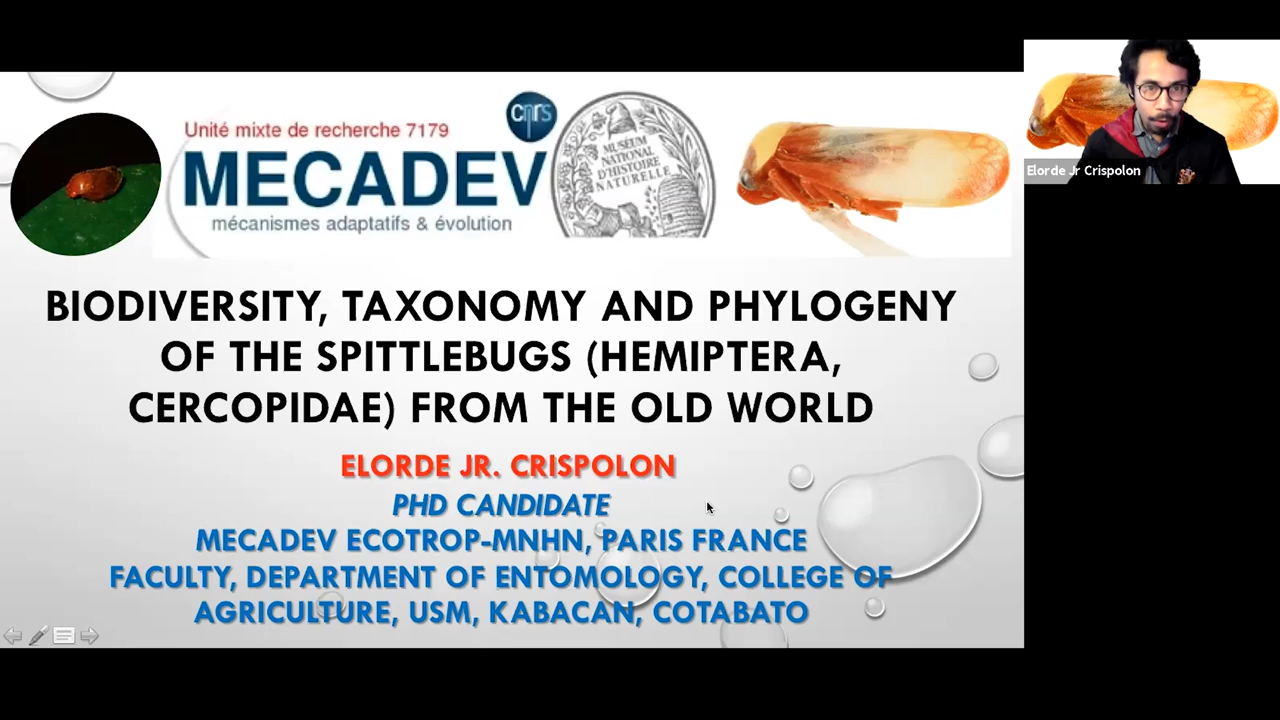 Unité mixte de recherche 7179
cnrs
MECADEV
mécanismes adaptatifs & évolution
MUSEUM
NATIONAL
D'HISTOIRE
NATURELLE
Elorde Jr Crispolon
BIODIVERSITY, TAXONOMY AND PHYLOGENY
OF THE SPITTLEBUGS (HEMIPTERA,
CERCOPIDAE) FROM THE OLD WORLD
ELORDE JR. CRISPOLON
PHD CANDIDATE
MECADEV ECOTROP-MNHN, PARIS FRANCE
FACULTY, DEPARTMENT OF ENTOMOLOGY, COLLEGE OF
AGRICULTURE, USM, KABACAN, COTABATO